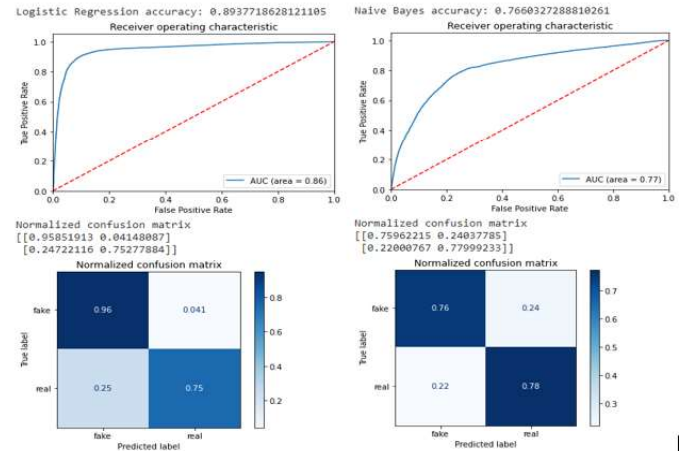 Logistic Regression accuracy: 0.8937718628121105
Receiver operating characteristic
1.0
0.8
0.6
0.4
0.2
0.0
True Positive Rate
AUC (area = 0.86)
0.0 0.2 0.4 0.6 0.8 1.0
False Positive Rate
Normalized confusion matrix
[[0.95851913 0.04148087]
[0.24722116 0.75277884]]
Normalized confusion matrix
True label
fake
real
0.96 0.041
0.25 0.75
0.8
0.6
0.4
0.2
fake real
Predicted label
Naive Bayes accuracy: 0.7660327288810261
Receiver operating characteristic
1.0
0.8
0.6
0.4
0.2
0.0
True Positive Rate
AUC (area = 0.77)
0.0 0.2 0.4 0.6 0.8 1.0
False Positive Rate
Normalized confusion matrix
[[0.75962215 0.24037785]
[0.22000767 0.77999233]]
Normalized confusion matrix
True label
fake
real
0.76 0.24
0.22 0.78
0.7
0.6
0.5
0.4
0.3
fake real
Predicted label